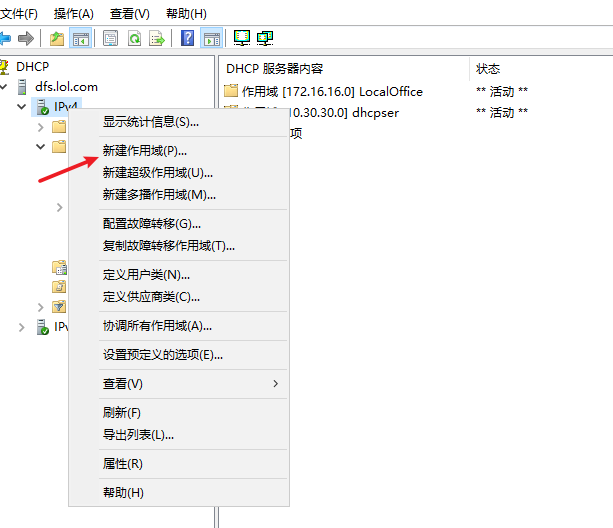 文件(F) 操作(A) 查看(V) 帮助(H)
DHCP
dfs.lol.com
IPv4
DHCP 服务器内容 状态
作用域 [172.16.16.0] LocalOffice ** 活动 **
0.30.30.0] dhcpser ** 活动 **
项
显示统计信息(S)...
新建作用域(P)...
新建超级作用域(U)...
新建多播作用域(M)...
配置故障转移(G)...
复制故障转移作用域(T)...
定义用户类(N)...
定义供应商类(C)...
协调所有作用域(A)...
设置预定义的选项(E)...
查看(V)
刷新(F)
导出列表(L)...
属性(R)
帮助(H)
IP